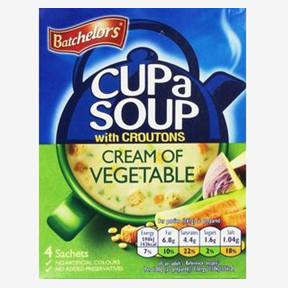 Batchelors
CUPa
SOUP
with CROUTONS
CREAM OF
VEGETABLE
4 Sachets
NO ARTIFICIAL COLOURS
NO ADDED PRESERVATIVES
Energy Fat Saturates Sugars Salt
6.8g 4.4g 1.6g 1.04g
7% 10% 22% 2% 18%